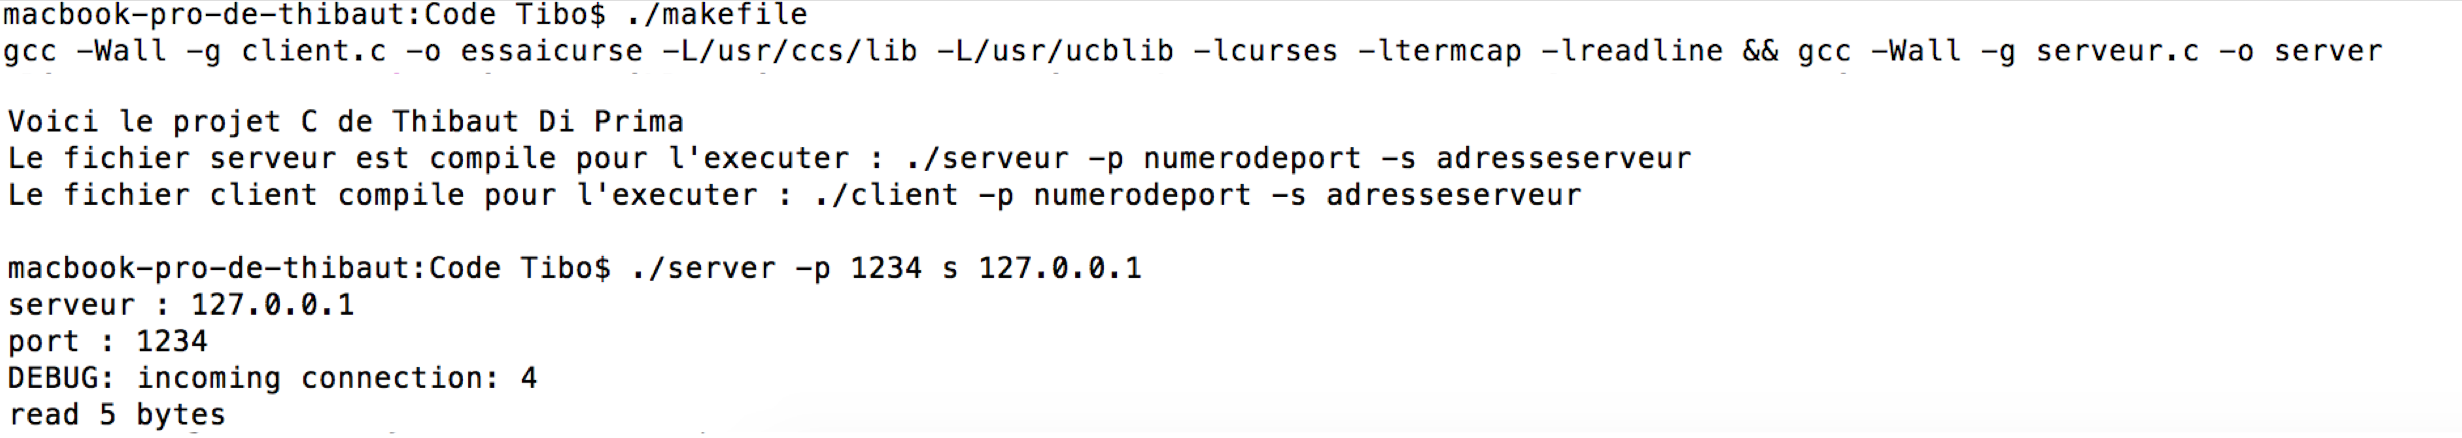 macbook-pro-de-thibaut:Code Tibo$ ./makefile
gcc -Wall -g client.c -o essaicurse -L/usr/ccs/lib -L/usr/ucblib -lcurses -ltermcap -lreadline && gcc -Wall -g serveur.c -o server
Voici le projet C de Thibaut Di Prima
Le fichier serveur est compile pour l'executer : ./serveur -p numerodeport -s adresseserveur
Le fichier client compile pour l'executer : ./client -p numerodeport -s adresseserveur
macbook-pro-de-thibaut:Code Tibo$ ./server -p 1234 s 127.0.0.1
serveur : 127.0.0.1
port : 1234
DEBUG: incoming connection: 4
read 5 bytes